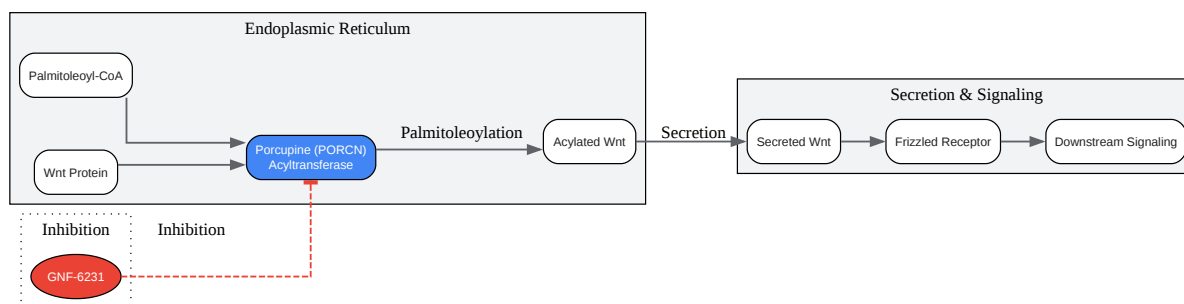 Endoplasmic Reticulum
Palmitoleoyl-CoA
Wnt Protein
Porcupine (PORCN)
Acyltransferase
Palmitoleoylation
Acylated Wnt
Secretion
Secretion & Signaling
Secreted Wnt
Frizzled Receptor
Downstream Signaling
Inhibition
Inhibition
GNF-6231